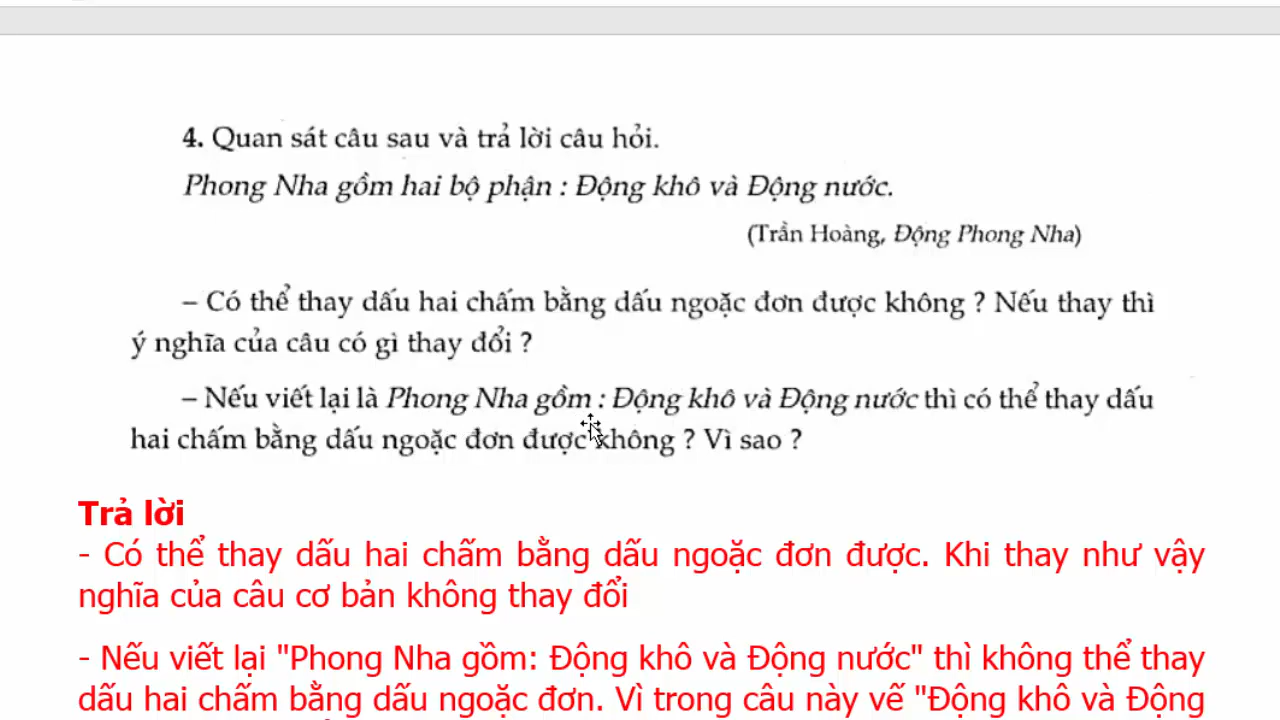 4. Quan sát câu sau và trả lời câu hỏi.
Phong Nha gồm hai bộ phận : Động khô và Động nước.
(Trần Hoàng, Động Phong Nha)
– Có thể thay dấu hai chấm bằng dấu ngoặc đơn được không ? Nếu thay thì
ý nghĩa của câu có gì thay đổi ?
– Nếu viết lại là Phong Nha gồm : Động khô và Động nước thì có thể thay dấu
hai chấm bằng dấu ngoặc đơn được không ? Vì sao ?
Trả lời
- Có thể thay dấu hai chấm bằng dấu ngoặc đơn được. Khi thay như vậy
nghĩa của câu cơ bản không thay đổi
- Nếu viết lại "Phong Nha gồm: Động khô và Động nước" thì không thể thay
dấu hai chấm bằng dấu ngoặc đơn. Vì trong câu này vế "Động khô và Động